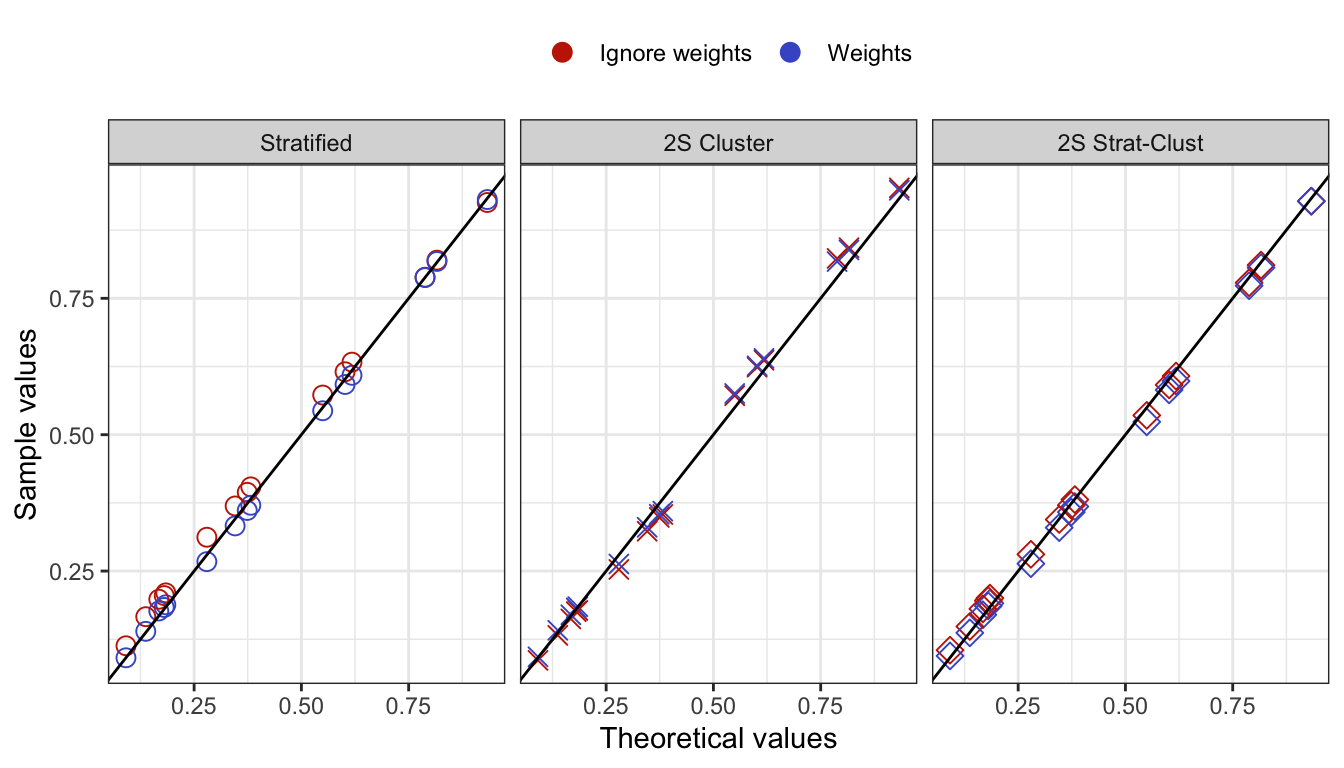 Ignore weights Weights
Stratified 2S Cluster 2S Strat-Clust
Sample values
0.75
0.50
0.25
0.25 0.50 0.75 0.25 0.50 0.75 0.25 0.50 0.75
Theoretical values